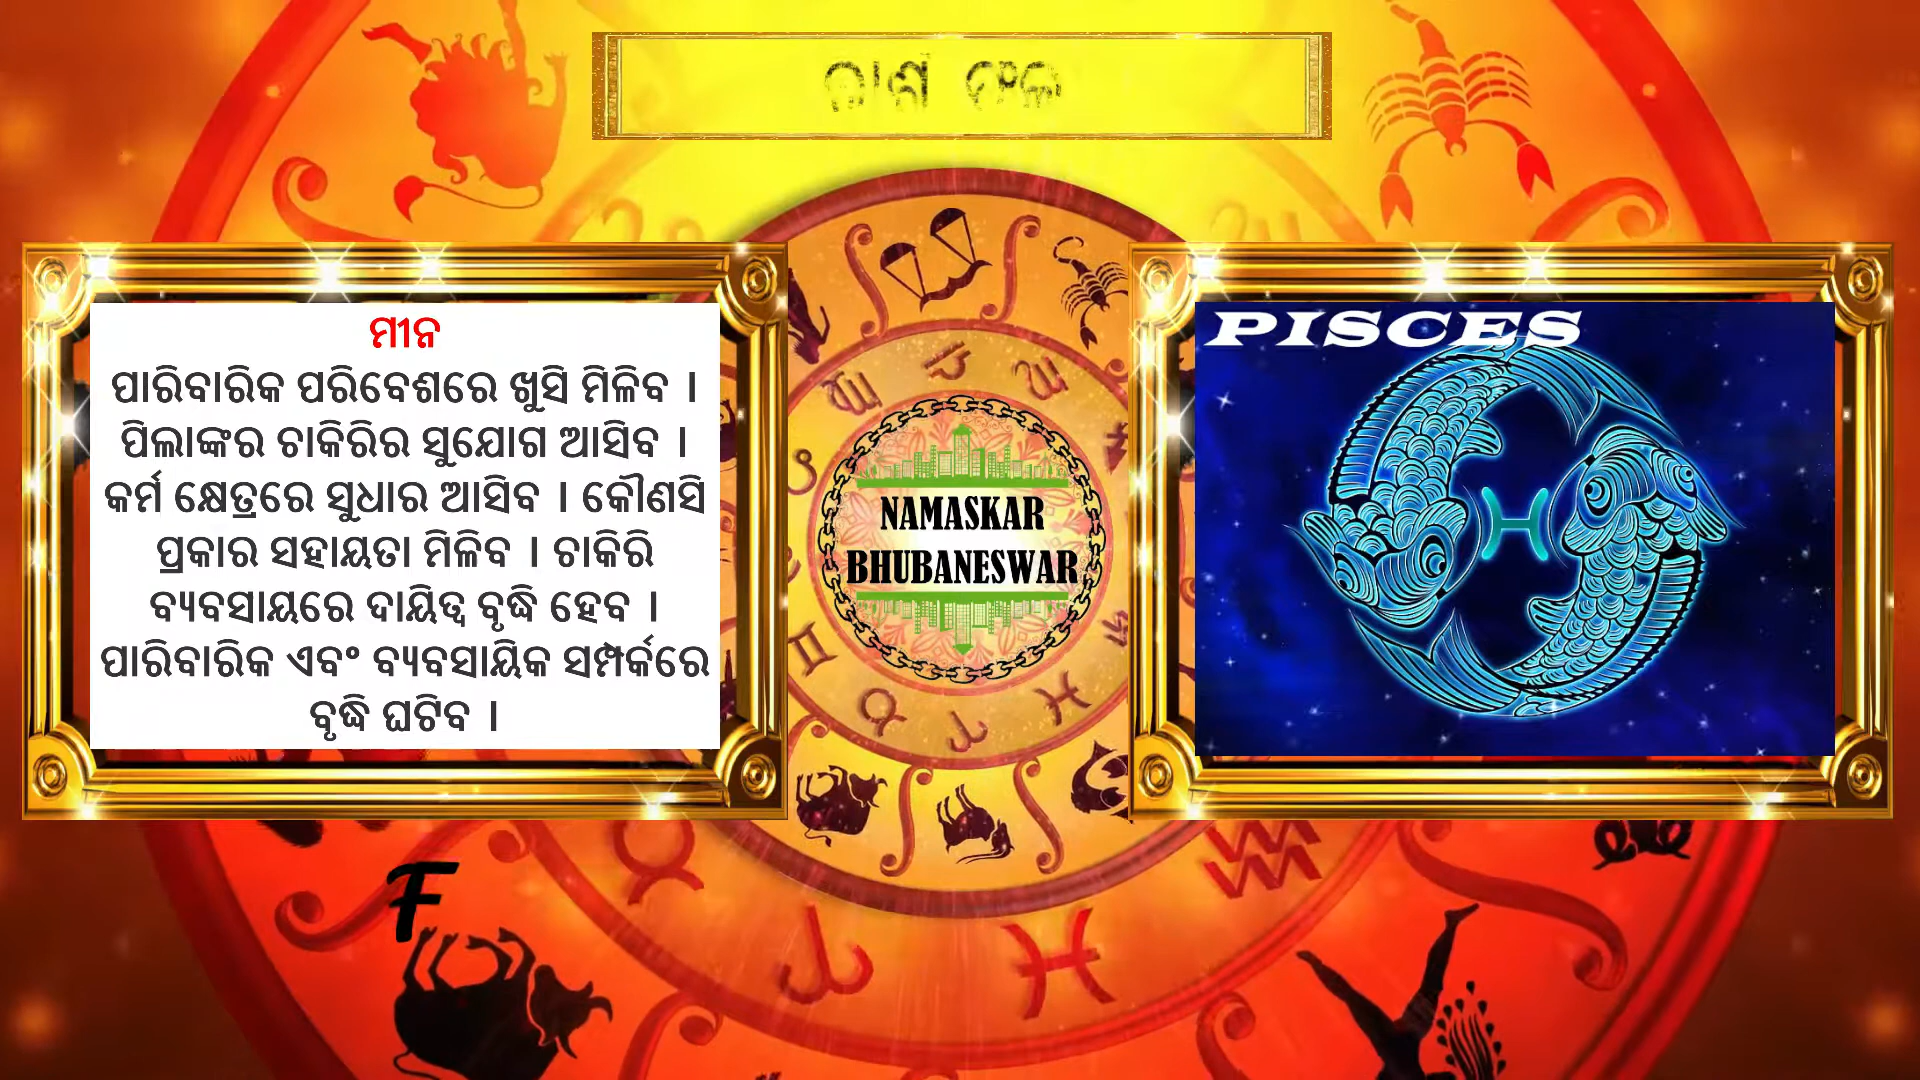 ମୀନ
ପାରିବାରିକ ପରିବେଶରେ ଖୁସି ମିଳିବ ।
ପିଲାଙ୍କର ଚାକିରିର ସୁଯୋଗ ଆସିବ ।
କର୍ମ କ୍ଷେତ୍ରରେ ସୁଧାର ଆସିବ । କୌଣସି
ପ୍ରକାର ସହାୟତା ମିଳିବ । ଚାକିରି
ବ୍ୟବସାୟରେ ଦାୟିତ୍ୱ ବୃଦ୍ଧି ହେବ ।
ପାରିବାରିକ ଏବଂ ବ୍ୟବସାୟିକ ସମ୍ପର୍କରେ
ବୃଦ୍ଧି ଘଟିବ ।
NAMASKAR
BHUBANESWAR
PISCES
F